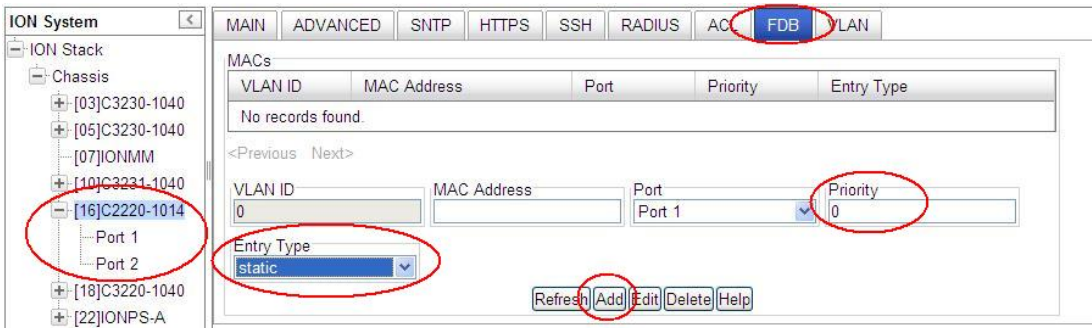 ION System <
ION Stack
Chassis
[03]C3230-1040
[05]C3230-1040
[07]IONMM
[10]C3231-1040
[16]C2220-1014
Port 1
Port 2
[18]C3220-1040
[22]IONPS-A
MAIN ADVANCED SNTP HTTPS SSH RADIUS ACL FDB VLAN
MACs
VLAN ID MAC Address Port Priority Entry Type
No records found.
<Previous Next>
VLAN ID MAC Address Port Priority
0 Port 1 0
Entry Type
static
Refresh Add Edit Delete Help